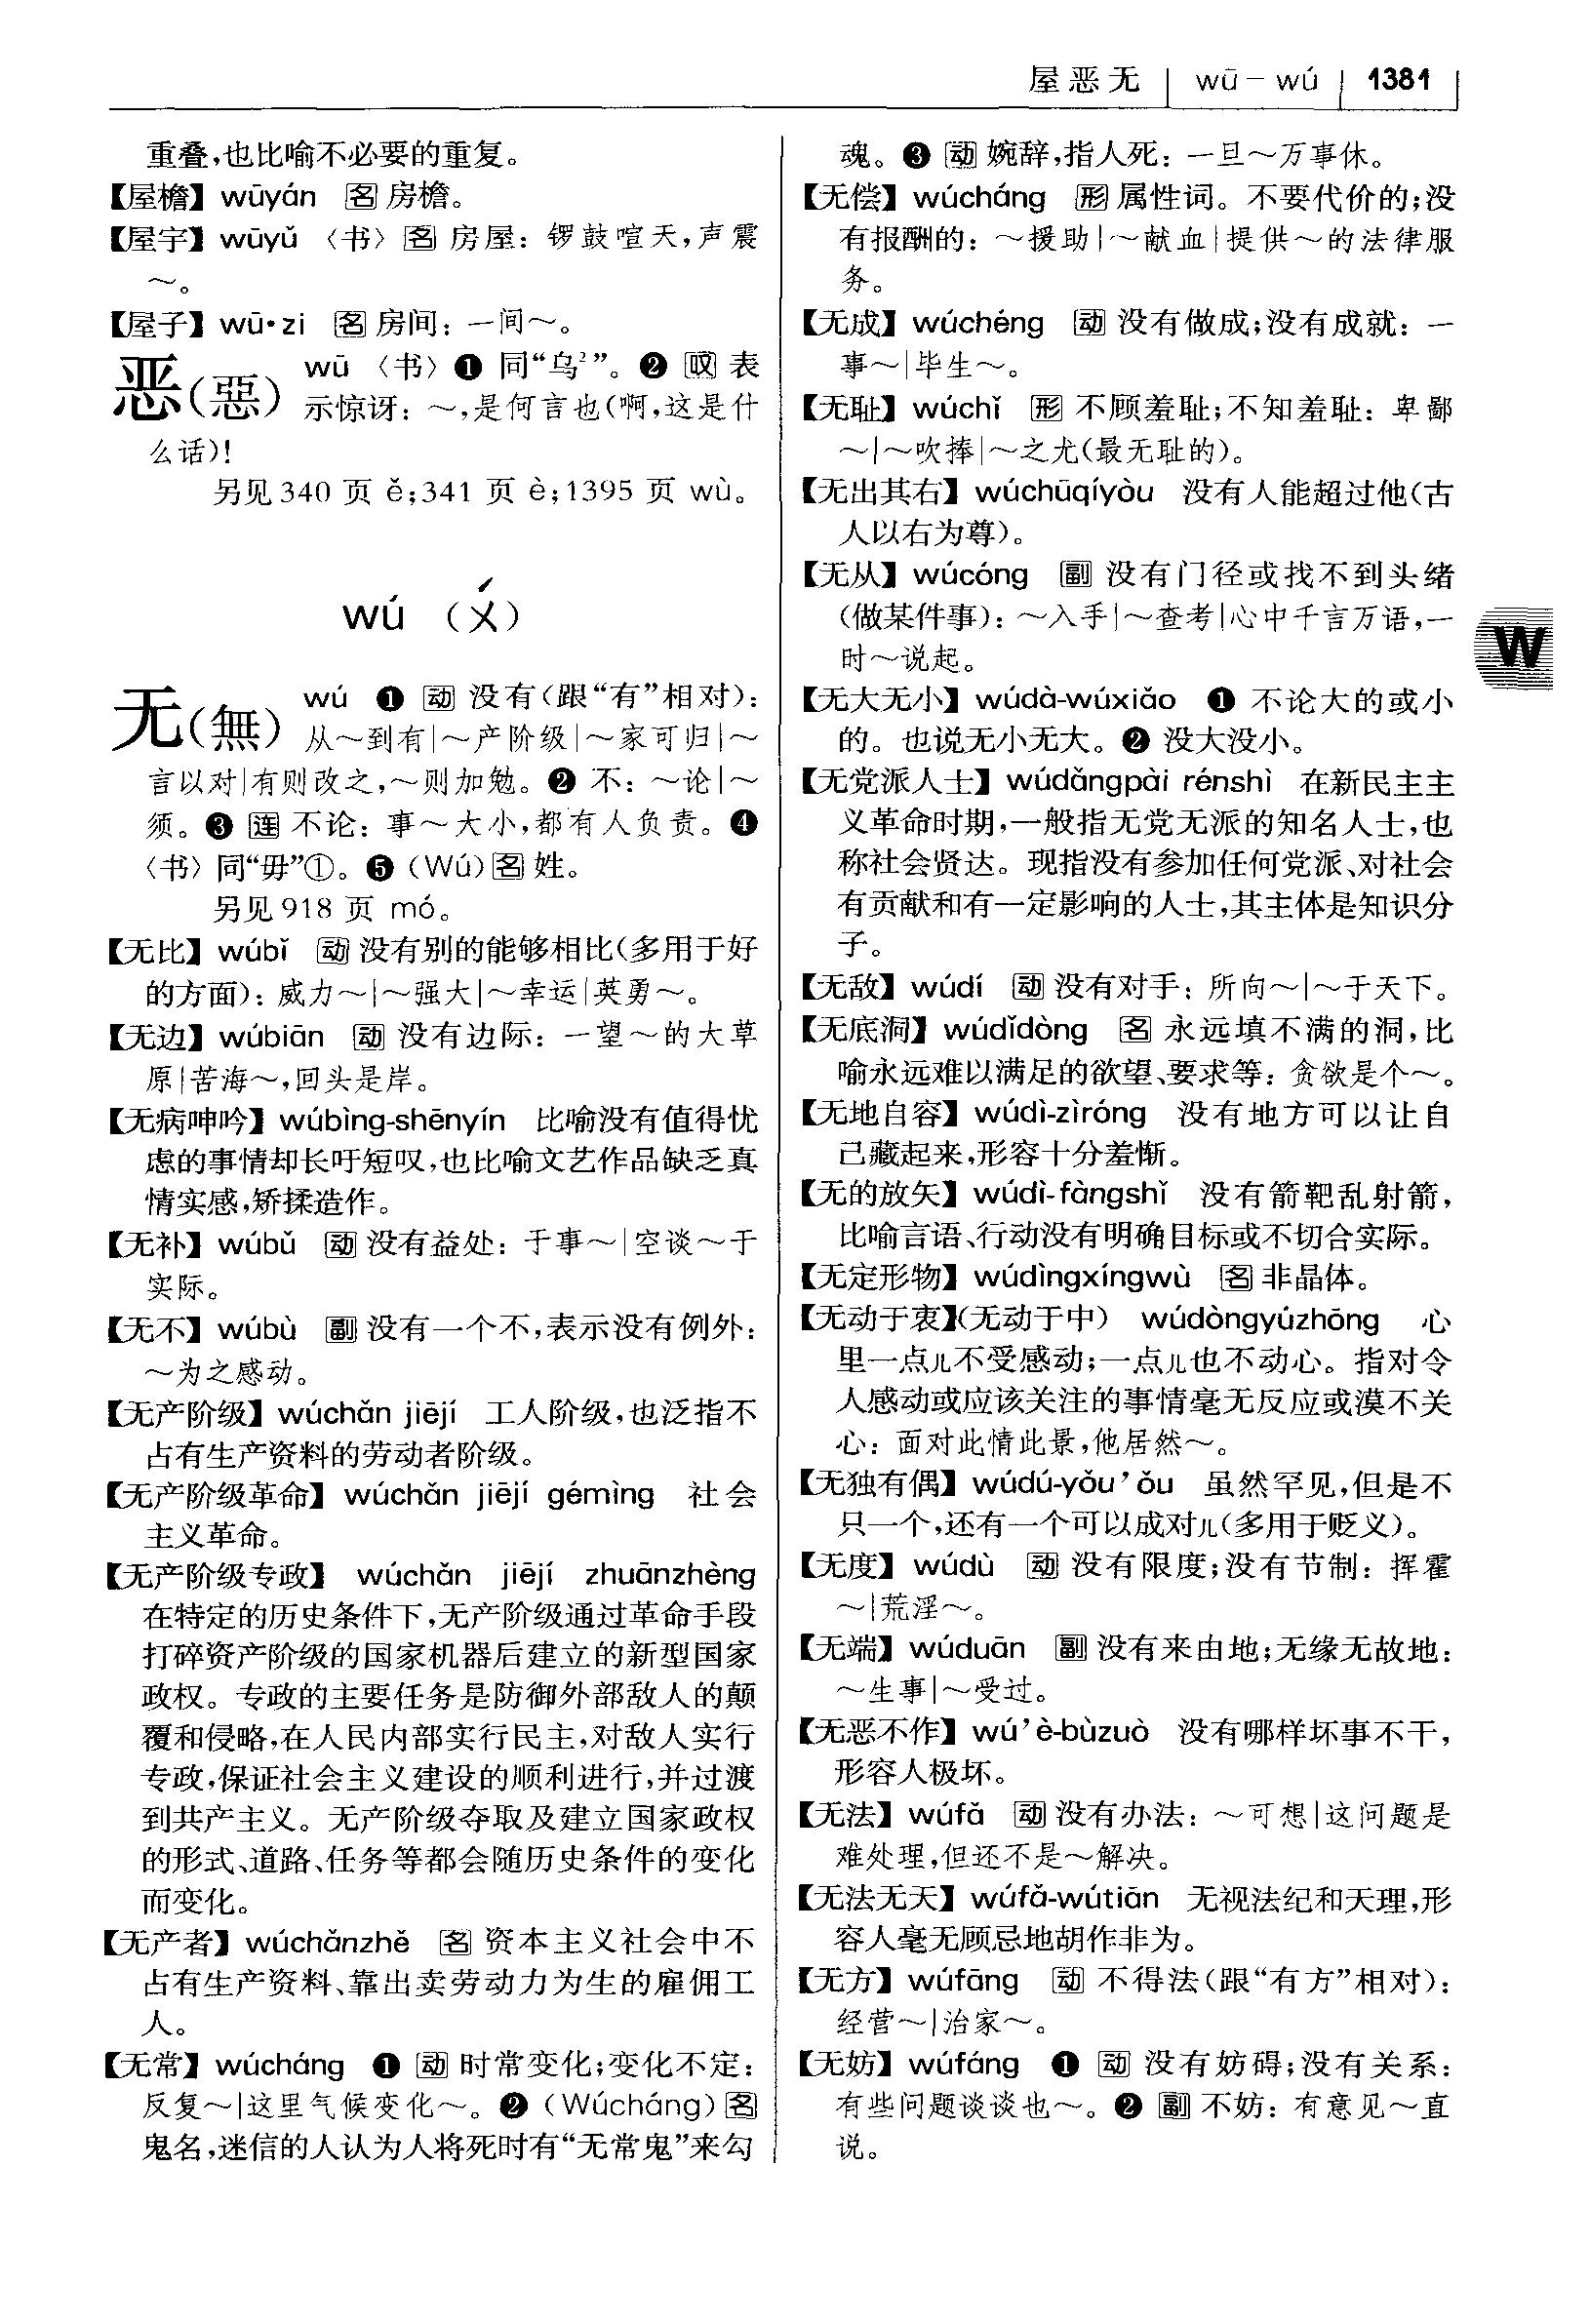 屋恶无 | wū－wú | 1381
重叠,也比喻不必要的重复。
【屋檐】wūyán 名 房檐。
【屋宇】wūyǔ 〈书〉名 房屋：锣鼓喧天,声震
～。
【屋子】wū·zi 名 房间：一间～。
恶(惡) wū 〈书〉❶ 同“乌²”。❷ 叹 表
示惊讶：～,是何言也(啊,这是什
么话)!
另见340 页 ě;341 页 è;1395 页 wù。
wú (ㄨˊ)
无(無) wú ❶ 动 没有(跟“有”相对)：
从～到有|～产阶级|～家可归|～
言以对|有则改之,～则加勉。❷ 不：～论|～
须。❸ 连 不论：事～大小,都有人负责。❹
〈书〉同“毋”①。❺ (Wú)名 姓。
另见918 页 mó。
【无比】wúbǐ 动 没有别的能够相比(多用于好
的方面)：威力～|～强大|～幸运|英勇～。
【无边】wúbiān 动 没有边际：一望～的大草
原|苦海～,回头是岸。
【无病呻吟】wúbìng-shēnyín 比喻没有值得忧
虑的事情却长吁短叹,也比喻文艺作品缺乏真
情实感,矫揉造作。
【无补】wúbǔ 动 没有益处：于事～|空谈～于
实际。
【无不】wúbù 副 没有一个不,表示没有例外：
～为之感动。
【无产阶级】wúchǎn jiējí 工人阶级,也泛指不
占有生产资料的劳动者阶级。
【无产阶级革命】wúchǎn jiējí gémìng 社会
主义革命。
【无产阶级专政】 wúchǎn jiējí zhuānzhèng
在特定的历史条件下,无产阶级通过革命手段
打碎资产阶级的国家机器后建立的新型国家
政权。专政的主要任务是防御外部敌人的颠
覆和侵略,在人民内部实行民主,对敌人实行
专政,保证社会主义建设的顺利进行,并过渡
到共产主义。无产阶级夺取及建立国家政权
的形式、道路、任务等都会随历史条件的变化
而变化。
【无产者】wúchǎnzhě 名 资本主义社会中不
占有生产资料、靠出卖劳动力为生的雇佣工
人。
【无常】wúcháng ❶ 动 时常变化;变化不定：
反复～|这里气候变化～。❷ (Wúcháng)名
鬼名,迷信的人认为人将死时有“无常鬼”来勾
魂。❸ 动 婉辞,指人死：一旦～万事休。
【无偿】wúcháng 形 属性词。不要代价的;没
有报酬的：～援助|～献血|提供～的法律服
务。
【无成】wúchéng 动 没有做成;没有成就：一
事～|毕生～。
【无耻】wúchǐ 形 不顾羞耻;不知羞耻：卑鄙
～|～吹捧|～之尤(最无耻的)。
【无出其右】wúchūqíyòu 没有人能超过他(古
人以右为尊)。
【无从】wúcóng 副 没有门径或找不到头绪
(做某件事)：～入手|～查考|心中千言万语,一
时～说起。
【无大无小】wúdà-wúxiǎo ❶ 不论大的或小
的。也说无小无大。❷ 没大没小。
【无党派人士】wúdǎngpài rénshì 在新民主主
义革命时期,一般指无党无派的知名人士,也
称社会贤达。现指没有参加任何党派、对社会
有贡献和有一定影响的人士,其主体是知识分
子。
【无敌】wúdí 动 没有对手：所向～|～于天下。
【无底洞】wúdǐdòng 名 永远填不满的洞,比
喻永远难以满足的欲望、要求等：贪欲是个～。
【无地自容】wúdì-zìróng 没有地方可以让自
己藏起来,形容十分羞惭。
【无的放矢】wúdì-fàngshǐ 没有箭靶乱射箭,
比喻言语、行动没有明确目标或不切合实际。
【无定形物】wúdìngxíngwù 名 非晶体。
【无动于衷】(无动于中) wúdòngyúzhōng 心
里一点儿不受感动;一点儿也不动心。指对令
人感动或应该关注的事情毫无反应或漠不关
心：面对此情此景,他居然～。
【无独有偶】wúdú-yǒu’ǒu 虽然罕见,但是不
只一个,还有一个可以成对儿(多用于贬义)。
【无度】wúdù 动 没有限度;没有节制：挥霍
～|荒淫～。
【无端】wúduān 副 没有来由地;无缘无故地：
～生事|～受过。
【无恶不作】wú’è-bùzuò 没有哪样坏事不干,
形容人极坏。
【无法】wúfǎ 动 没有办法：～可想|这问题是
难处理,但还不是～解决。
【无法无天】wúfǎ-wútiān 无视法纪和天理,形
容人毫无顾忌地胡作非为。
【无方】wúfāng 动 不得法(跟“有方”相对)：
经营～|治家～。
【无妨】wúfáng ❶ 动 没有妨碍;没有关系：
有些问题谈谈也～。❷ 副 不妨：有意见～直
说。
W